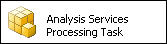 Analysis Services
Processing Task